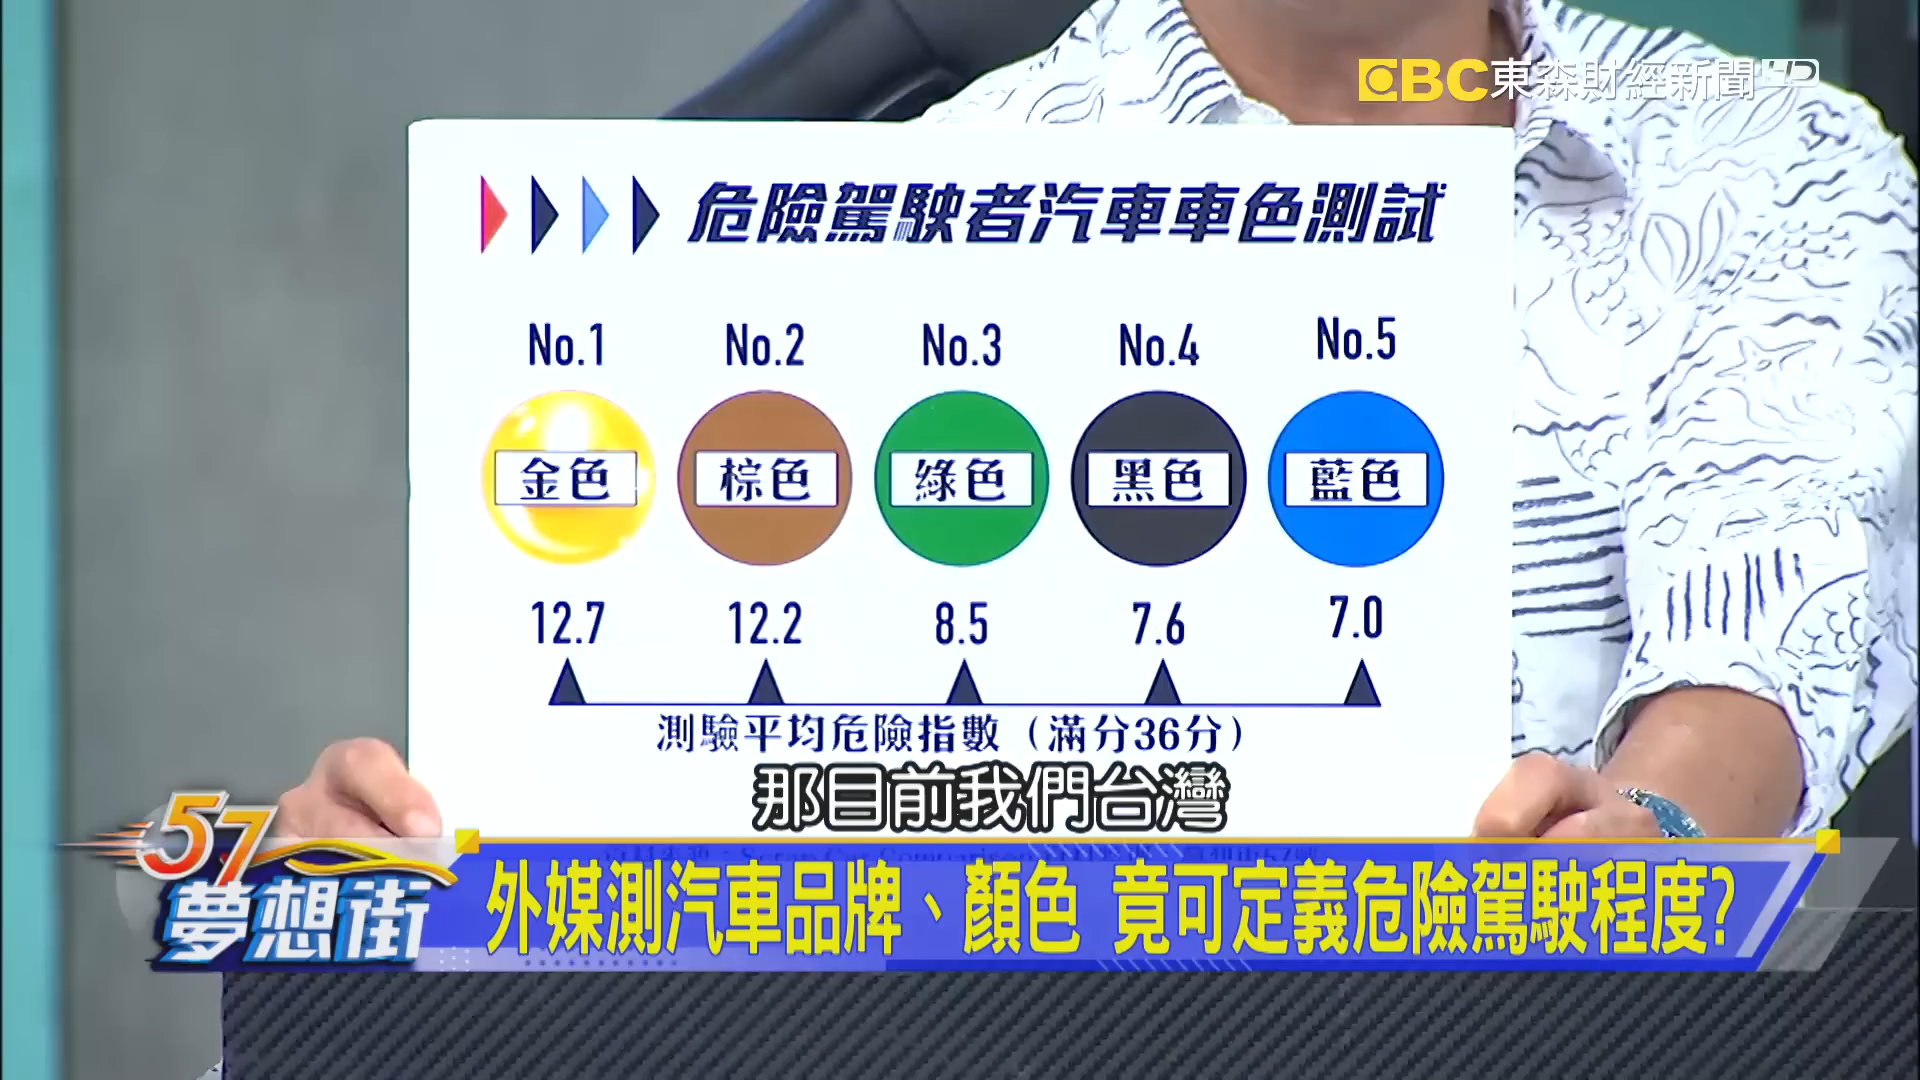 EBC 東森財經新聞 HD
危險駕駛者汽車車色測試
No.1 No.2 No.3 No.4 No.5
金色 棕色 綠色 黑色 藍色
12.7 12.2 8.5 7.6 7.0
測驗平均危險指數（滿分36分）
那目前我們台灣
57
夢想街
外媒測汽車品牌、顏色 竟可定義危險駕駛程度?